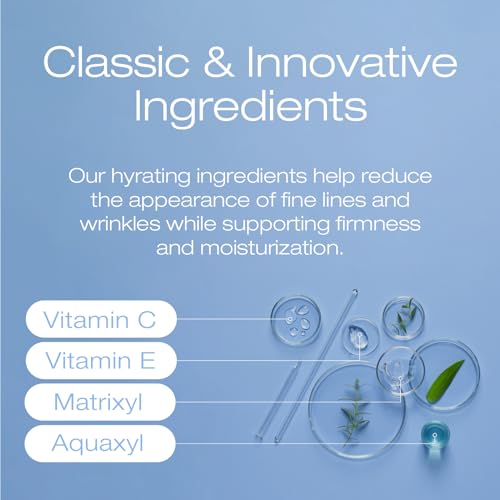 Classic & Innovative
Ingredients
Our hyrating ingredients help reduce
the appearance of fine lines and
wrinkles while supporting firmness
and moisturization.
Vitamin C
Vitamin E
Matrixyl
Aquaxyl